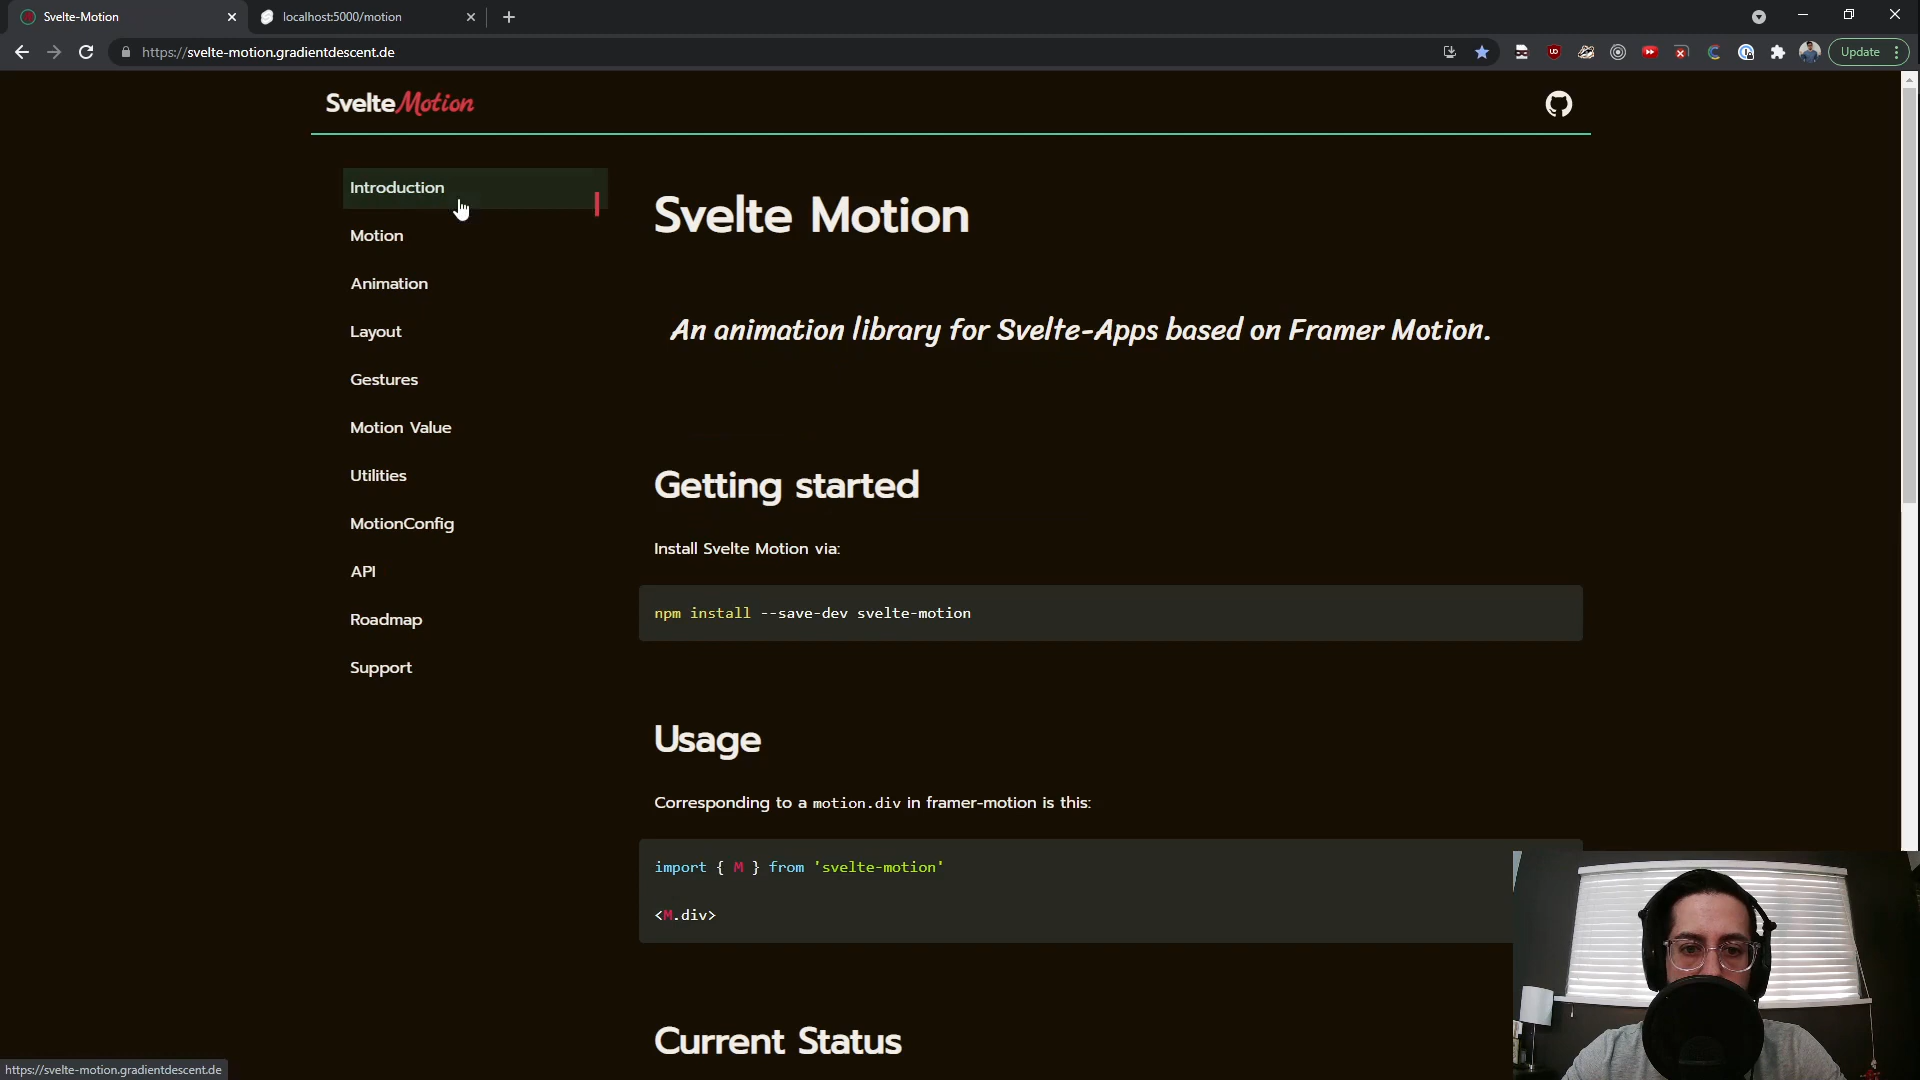 Svelte-Motion
localhost:5000/motion
https://svelte-motion.gradientdescent.de
Update
SvelteMotion
Introduction
Motion
Animation
Layout
Gestures
Motion Value
Utilities
MotionConfig
API
Roadmap
Support
Svelte Motion
An animation library for Svelte-Apps based on Framer Motion.
Getting started
Install Svelte Motion via:
npm install --save-dev svelte-motion
Usage
Corresponding to a motion.div in framer-motion is this:
import { M } from 'svelte-motion'
<M.div>
Current Status
https://svelte-motion.gradientdescent.de